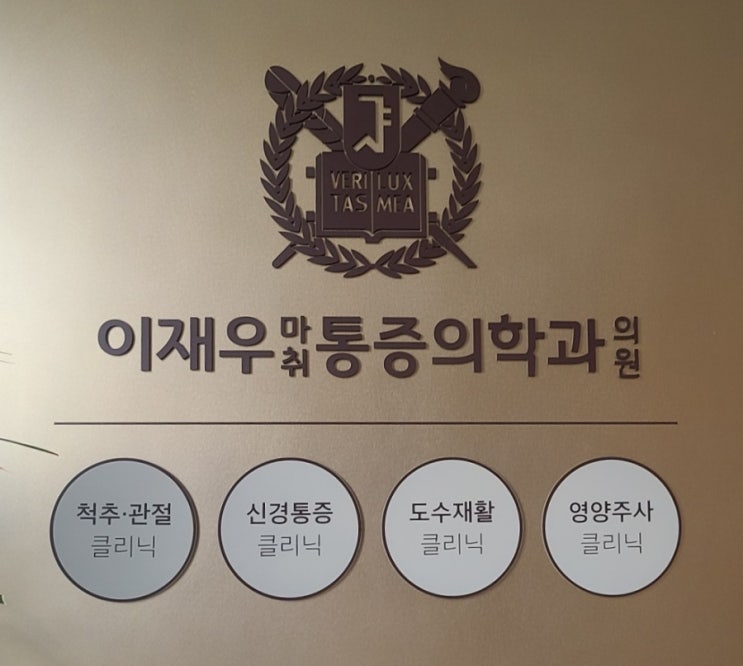 VERI LUX
TAS MEA
이재우마취통증의학과의원
척추·관절
클리닉
신경통증
클리닉
도수재활
클리닉
영양주사
클리닉